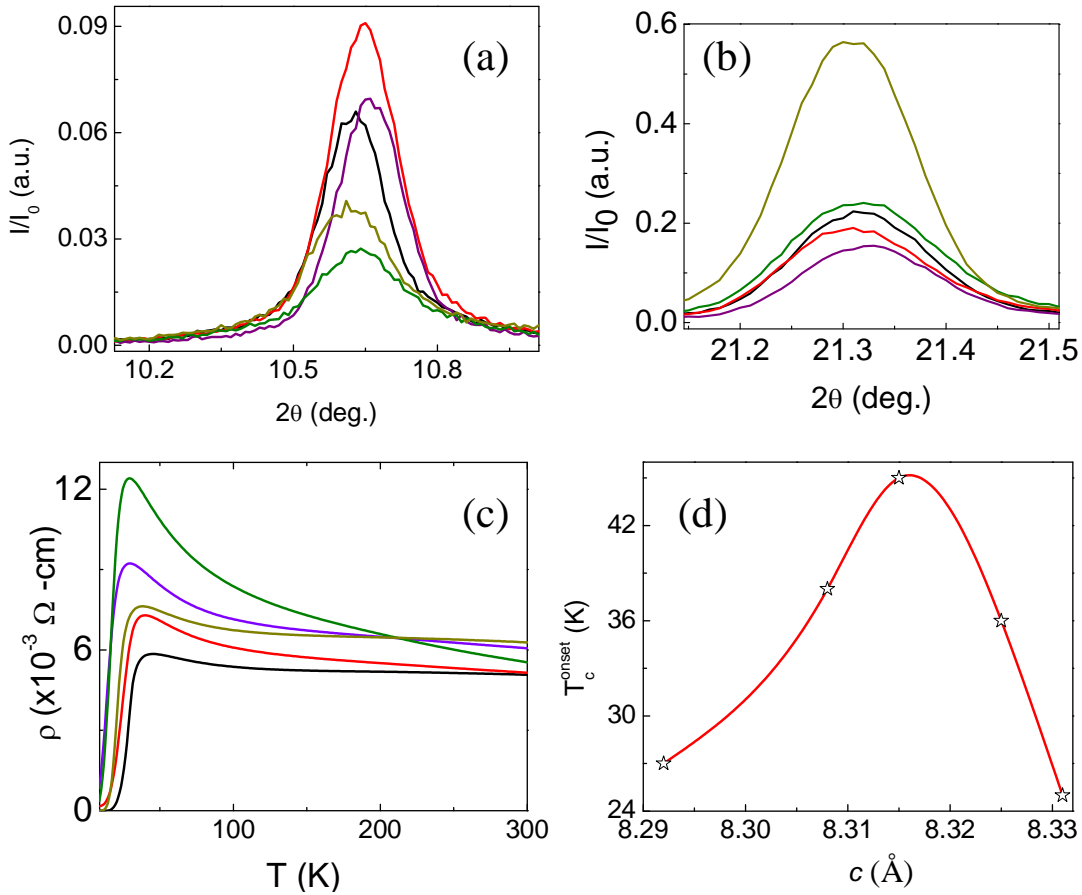 (a)
I/I0 (a.u.)
0.09
0.06
0.03
0.00
10.2 10.5 10.8
2θ (deg.)
(b)
I/I0 (a.u.)
0.6
0.4
0.2
0.0
21.2 21.3 21.4 21.5
2θ (deg.)
(c)
ρ (x10⁻³ Ω -cm)
12
9
6
3
0
100 200 300
T (K)
(d)
T_c^onset (K)
42
36
30
24
8.29 8.30 8.31 8.32 8.33
c (Å)